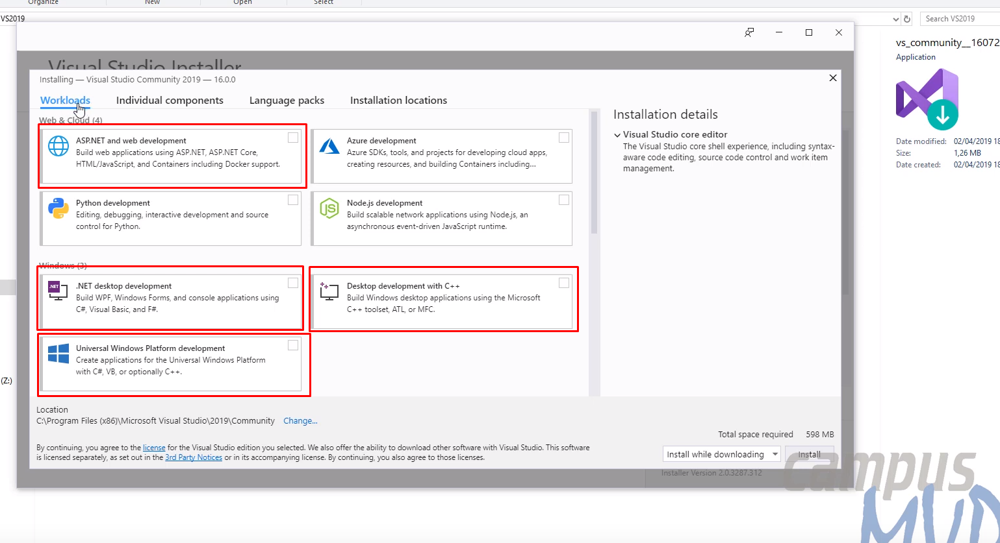 Organize New Open Select
VS2019
Search VS2019
Visual Studio Installer
Installing — Visual Studio Community 2019 — 16.0.0
Workloads Individual components Language packs Installation locations
Web & Cloud (4)
ASP.NET and web development
Build web applications using ASP.NET, ASP.NET Core,
HTML/JavaScript, and Containers including Docker support.
Azure development
Azure SDKs, tools, and projects for developing cloud apps,
creating resources, and building Containers including...
Python development
Editing, debugging, interactive development and source
control for Python.
Node.js development
Build scalable network applications using Node.js, an
asynchronous event-driven JavaScript runtime.
Windows (3)
.NET
.NET desktop development
Build WPF, Windows Forms, and console applications using
C#, Visual Basic, and F#.
Desktop development with C++
Build Windows desktop applications using the Microsoft
C++ toolset, ATL, or MFC.
Universal Windows Platform development
Create applications for the Universal Windows Platform
with C#, VB, or optionally C++.
Installation details
Visual Studio core editor
The Visual Studio core shell experience, including syntax-
aware code editing, source code control and work item
management.
Location
C:\Program Files (x86)\Microsoft Visual Studio\2019\Community Change...
By continuing, you agree to the license for the Visual Studio edition you selected. We also offer the ability to download other software with Visual Studio. This software
is licensed separately, as set out in the 3rd Party Notices or in its accompanying license. By continuing, you also agree to those licenses.
Total space required 598 MB
Install while downloading Install
Installer Version 2.0.3287.312
(Z:)
vs_community__16072
Application
Date modified: 02/04/2019 18
Size: 1,26 MB
Date created: 02/04/2019 18
campus
MVP